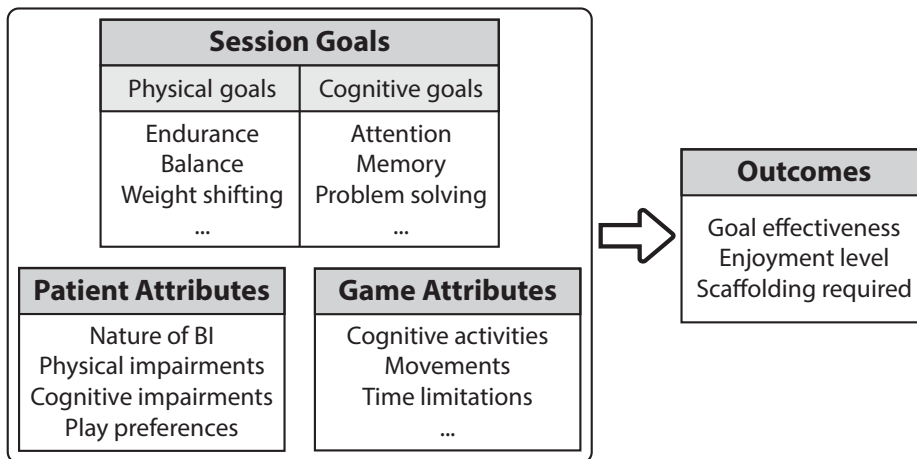 Session Goals
Physical goals
Cognitive goals
Endurance
Balance
Weight shifting
...
Attention
Memory
Problem solving
...
Patient Attributes
Nature of BI
Physical impairments
Cognitive impairments
Play preferences
Game Attributes
Cognitive activities
Movements
Time limitations
...
Outcomes
Goal effectiveness
Enjoyment level
Scaffolding required